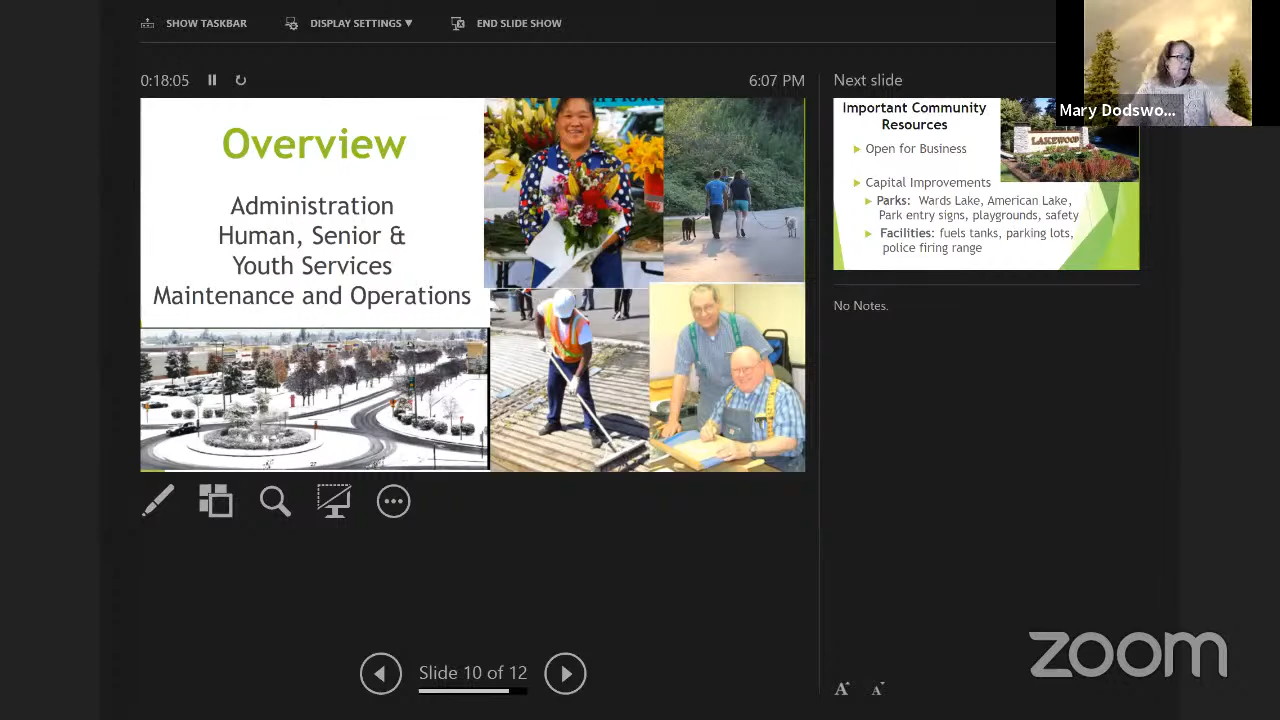 SHOW TASKBAR
DISPLAY SETTINGS ▼
END SLIDE SHOW
0:18:05
6:07 PM
Next slide
Mary Dodswo...
Overview
Administration
Human, Senior &
Youth Services
Maintenance and Operations
Important Community
Resources
LAKEWOOD
Open for Business
Capital Improvements
Parks: Wards Lake, American Lake,
Park entry signs, playgrounds, safety
Facilities: fuels tanks, parking lots,
police firing range
No Notes.
Slide 10 of 12
zoom
A
A